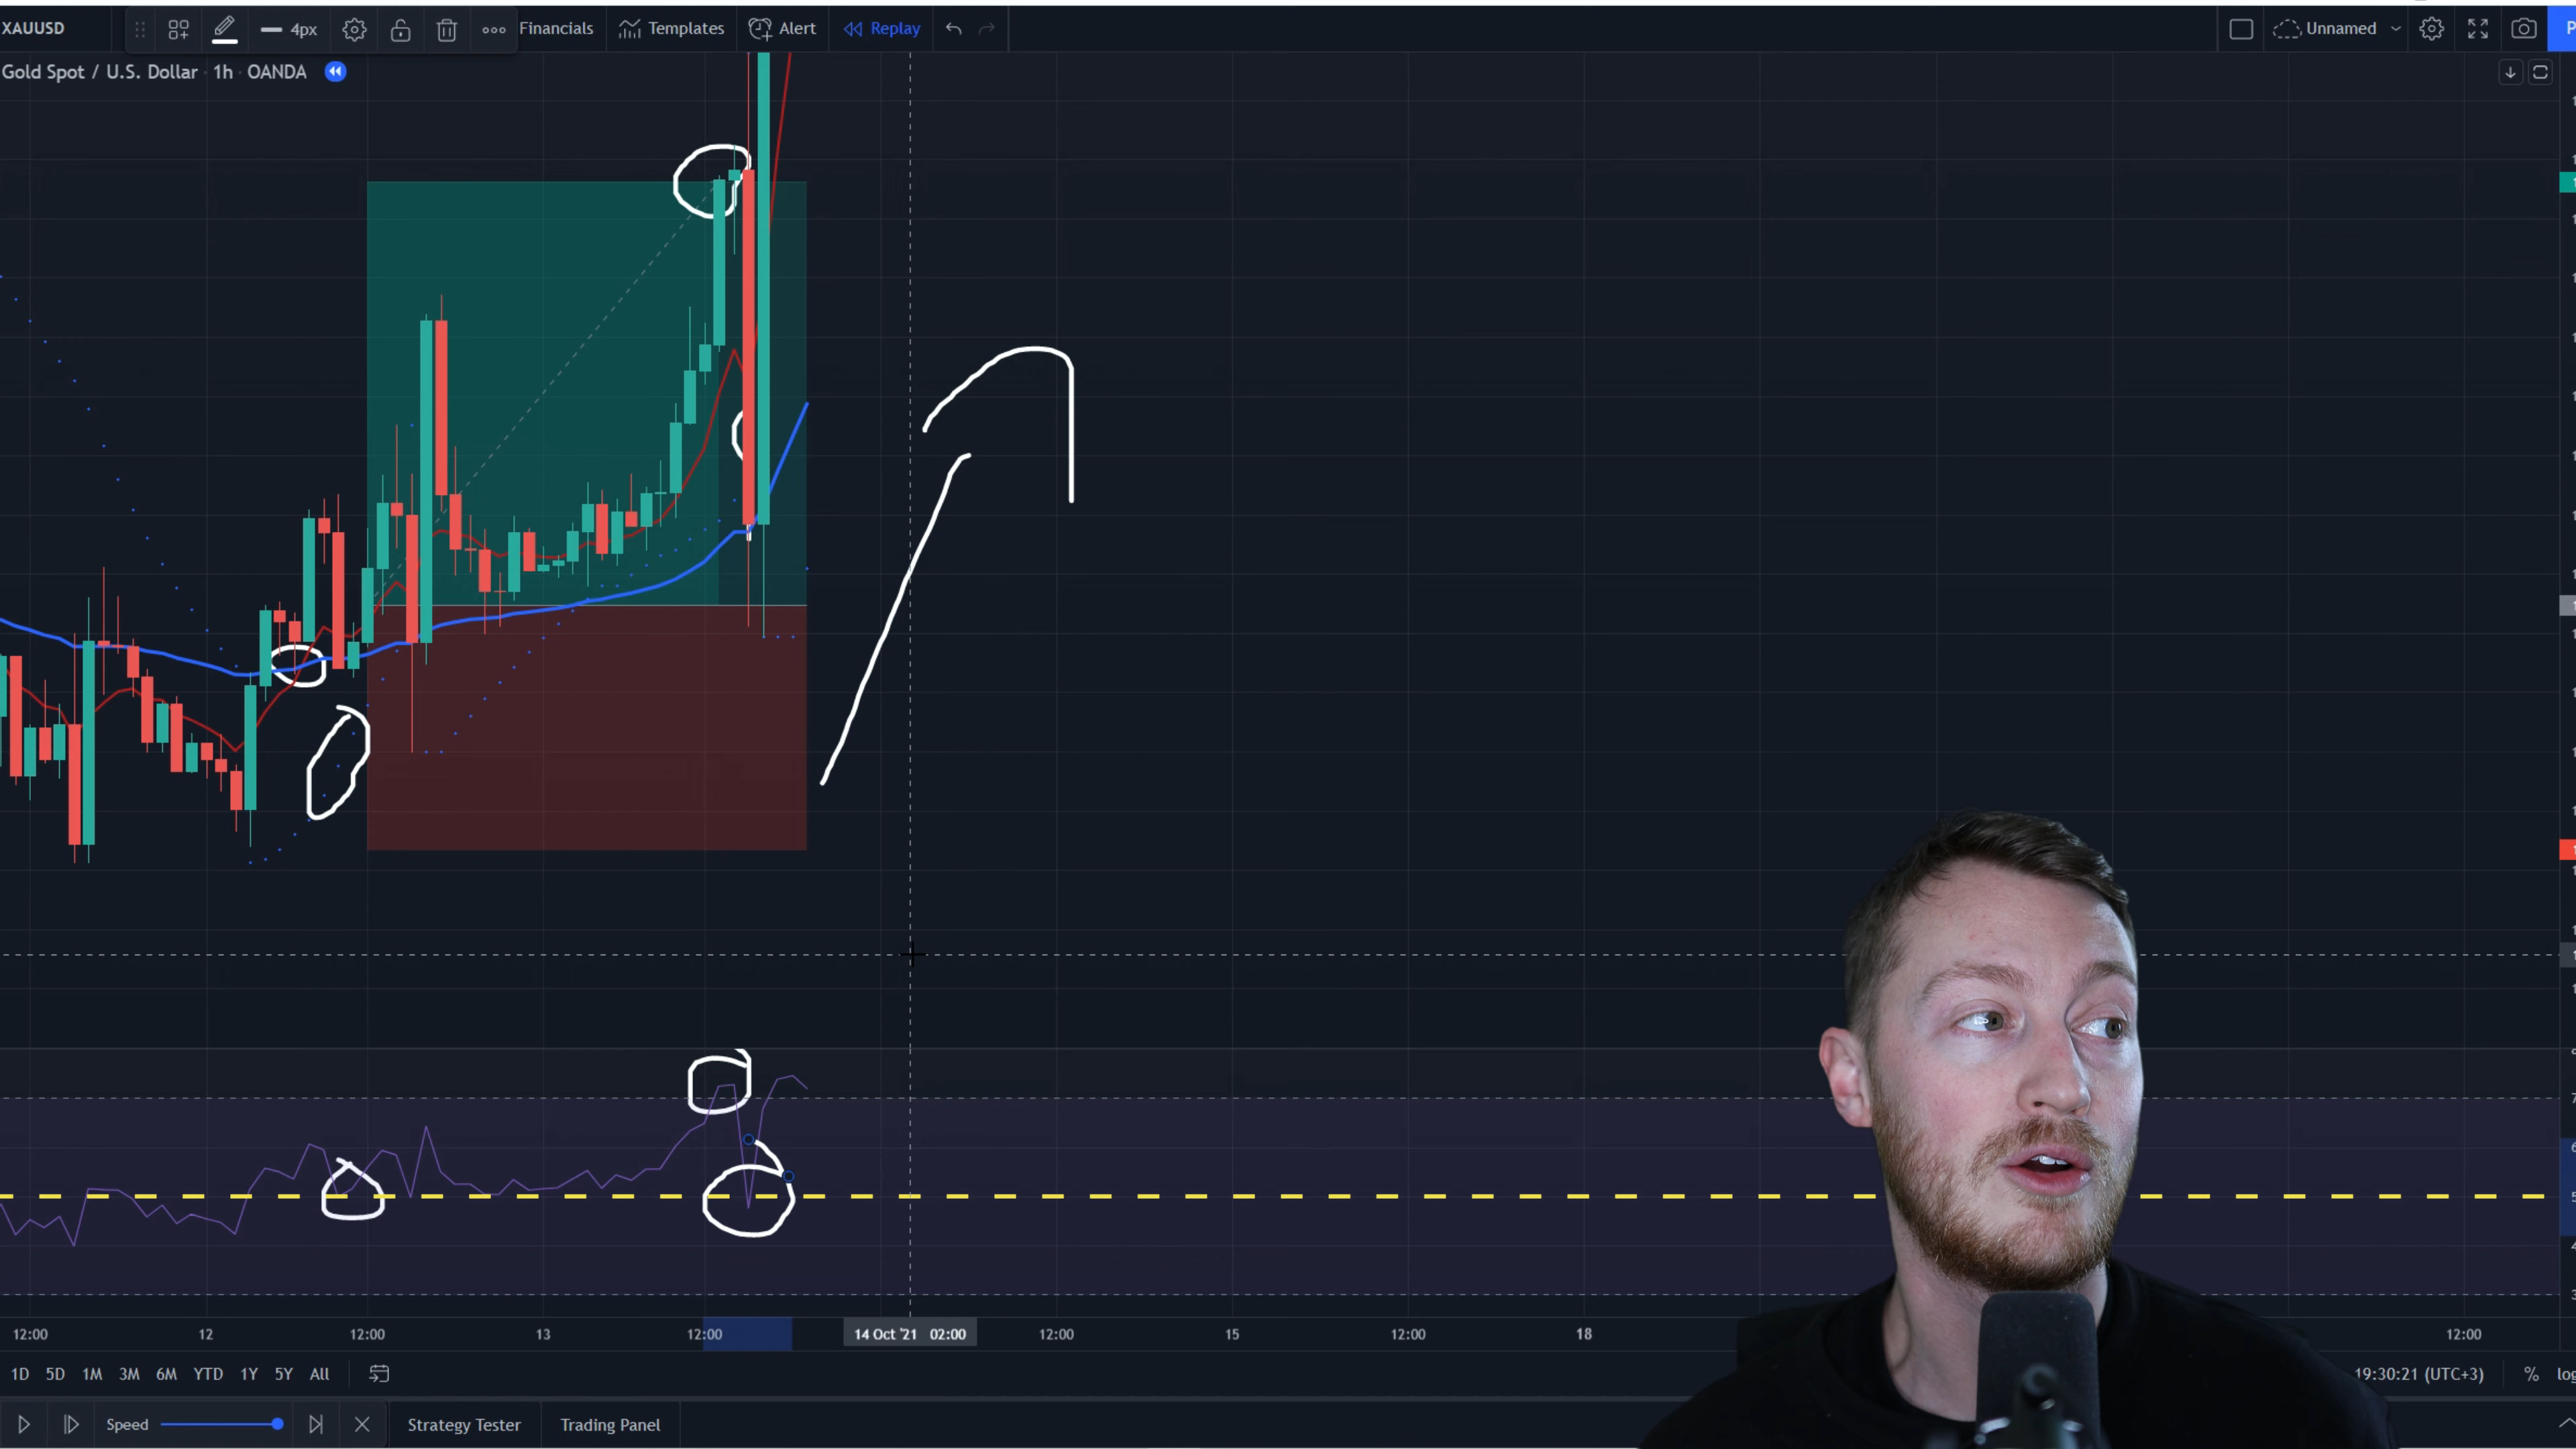 XAUUSD 4px Financials Templates Alert Replay Unnamed
Gold Spot / U.S. Dollar · 1h · OANDA
12:00 12 12:00 13 12:00 14 Oct '21 02:00 12:00 15 12:00 18 12:00
1D 5D 1M 3M 6M YTD 1Y 5Y All 19:30:21 (UTC+3) %
Speed Strategy Tester Trading Panel